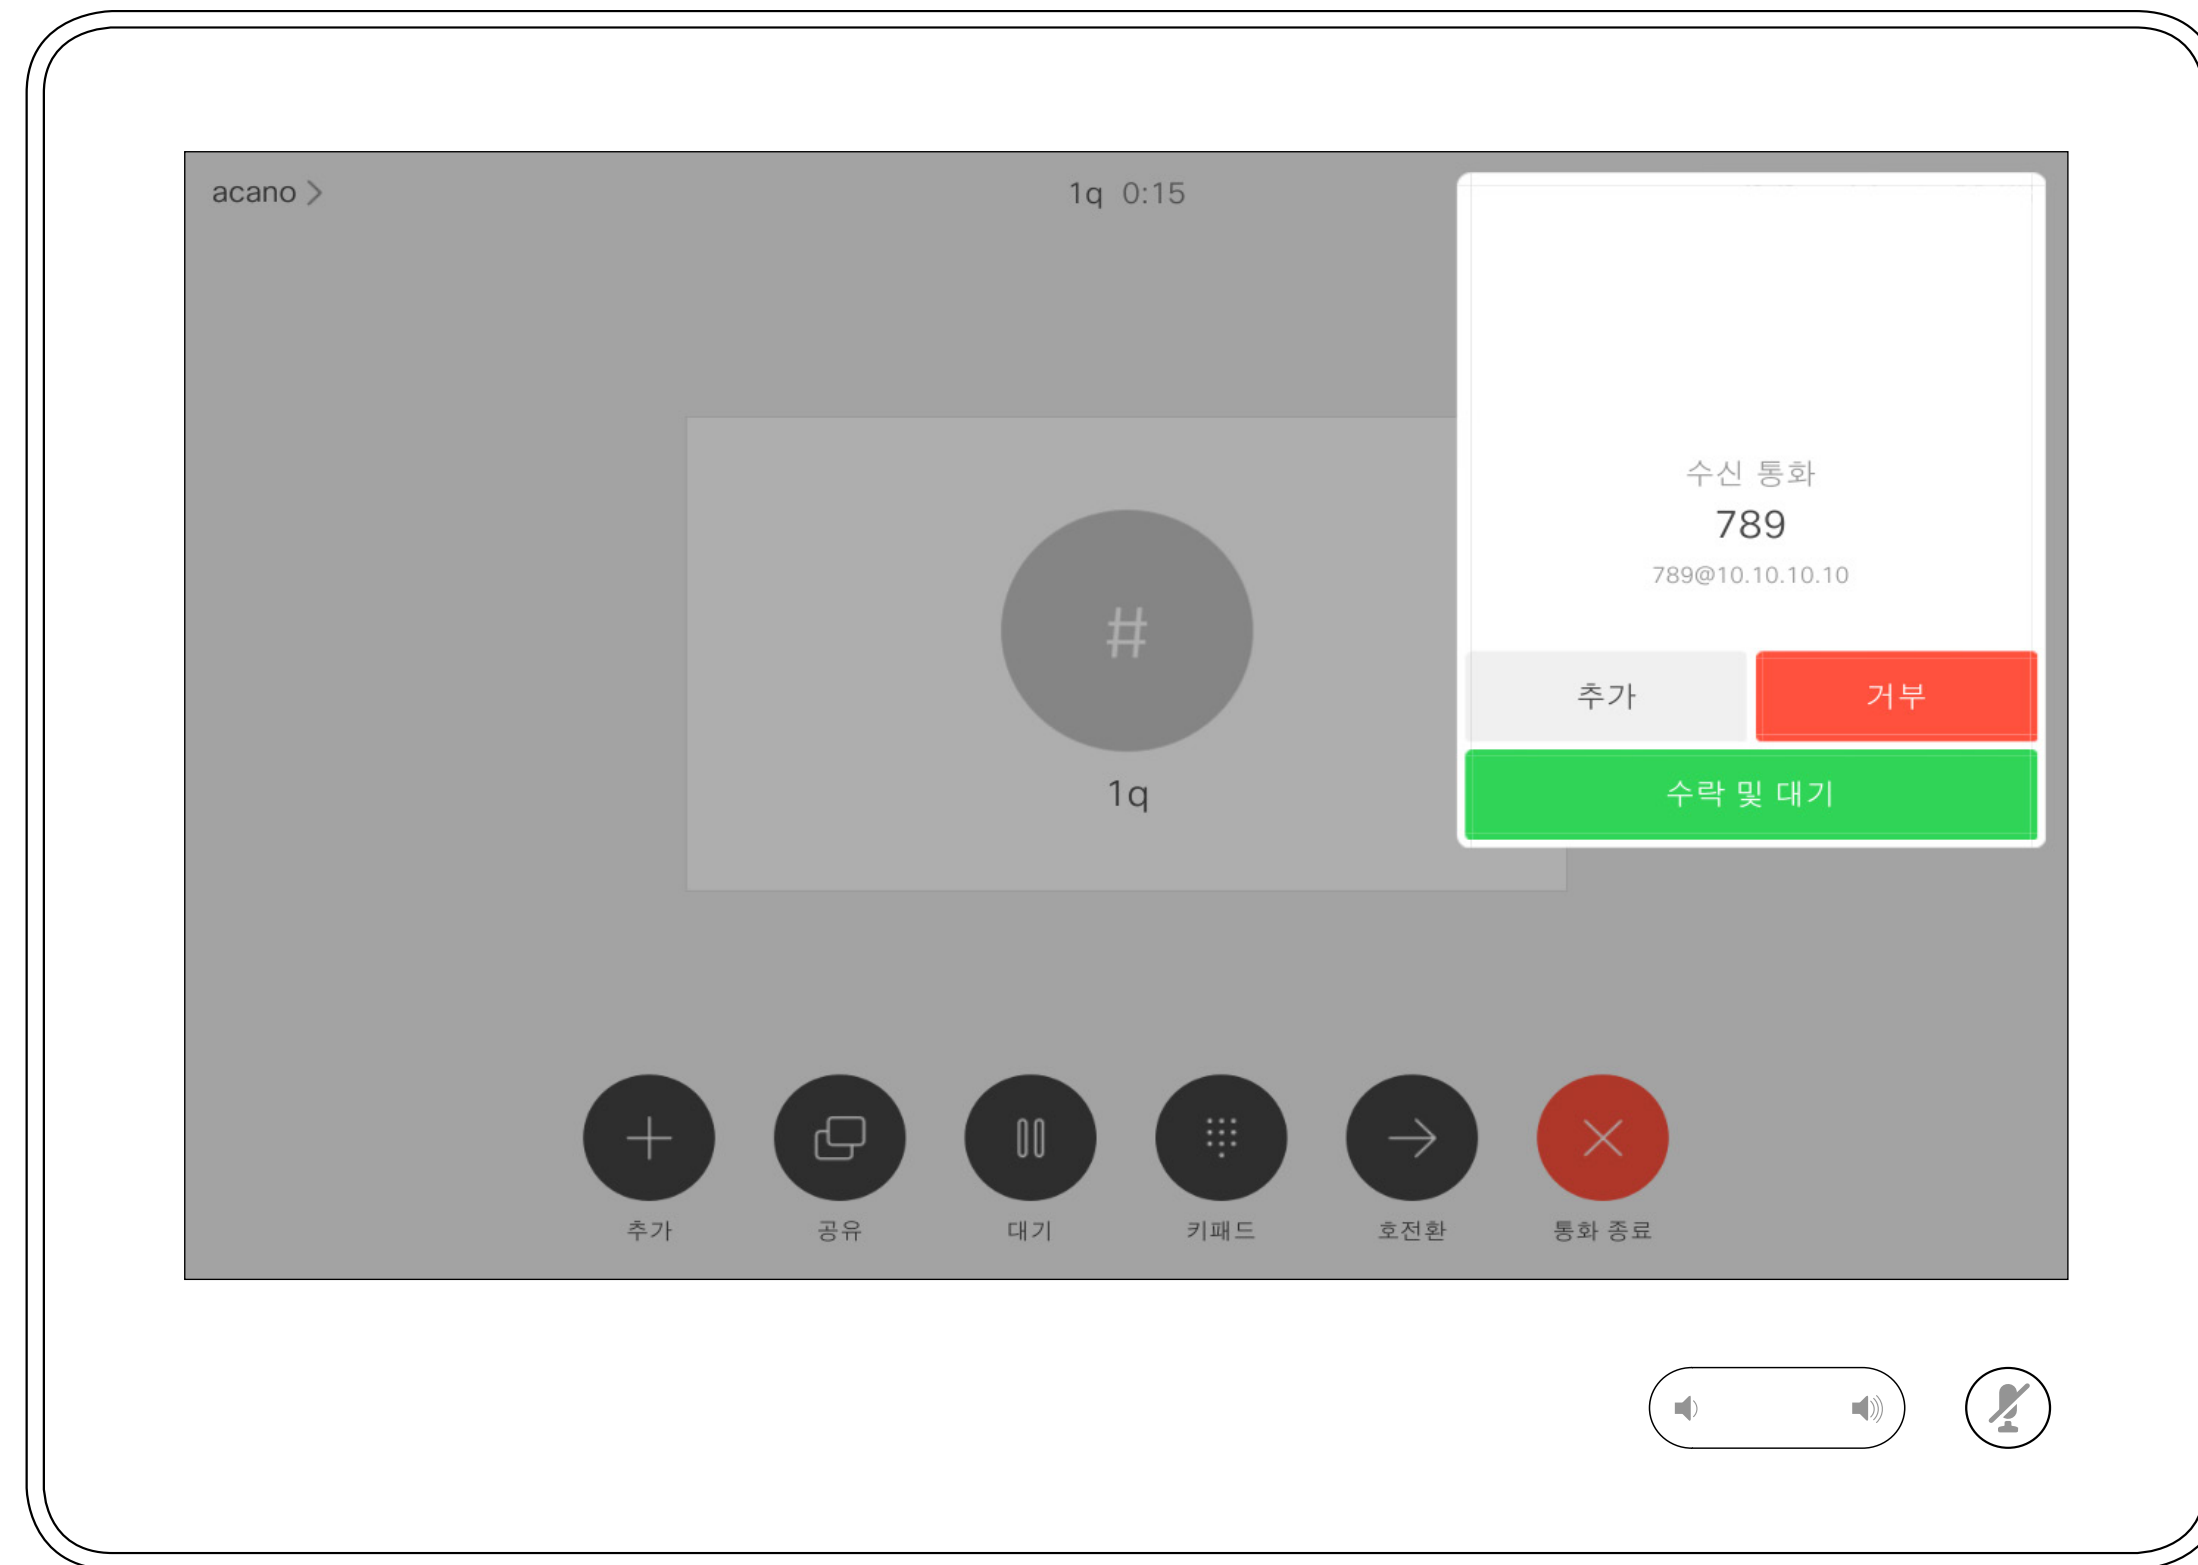 acano
1q 0:15
수신 통화
789
789@10.10.10.10
추가 거부
수락 및 대기
#
1q
추가 공유 대기 키패드 호전환 통화 종료